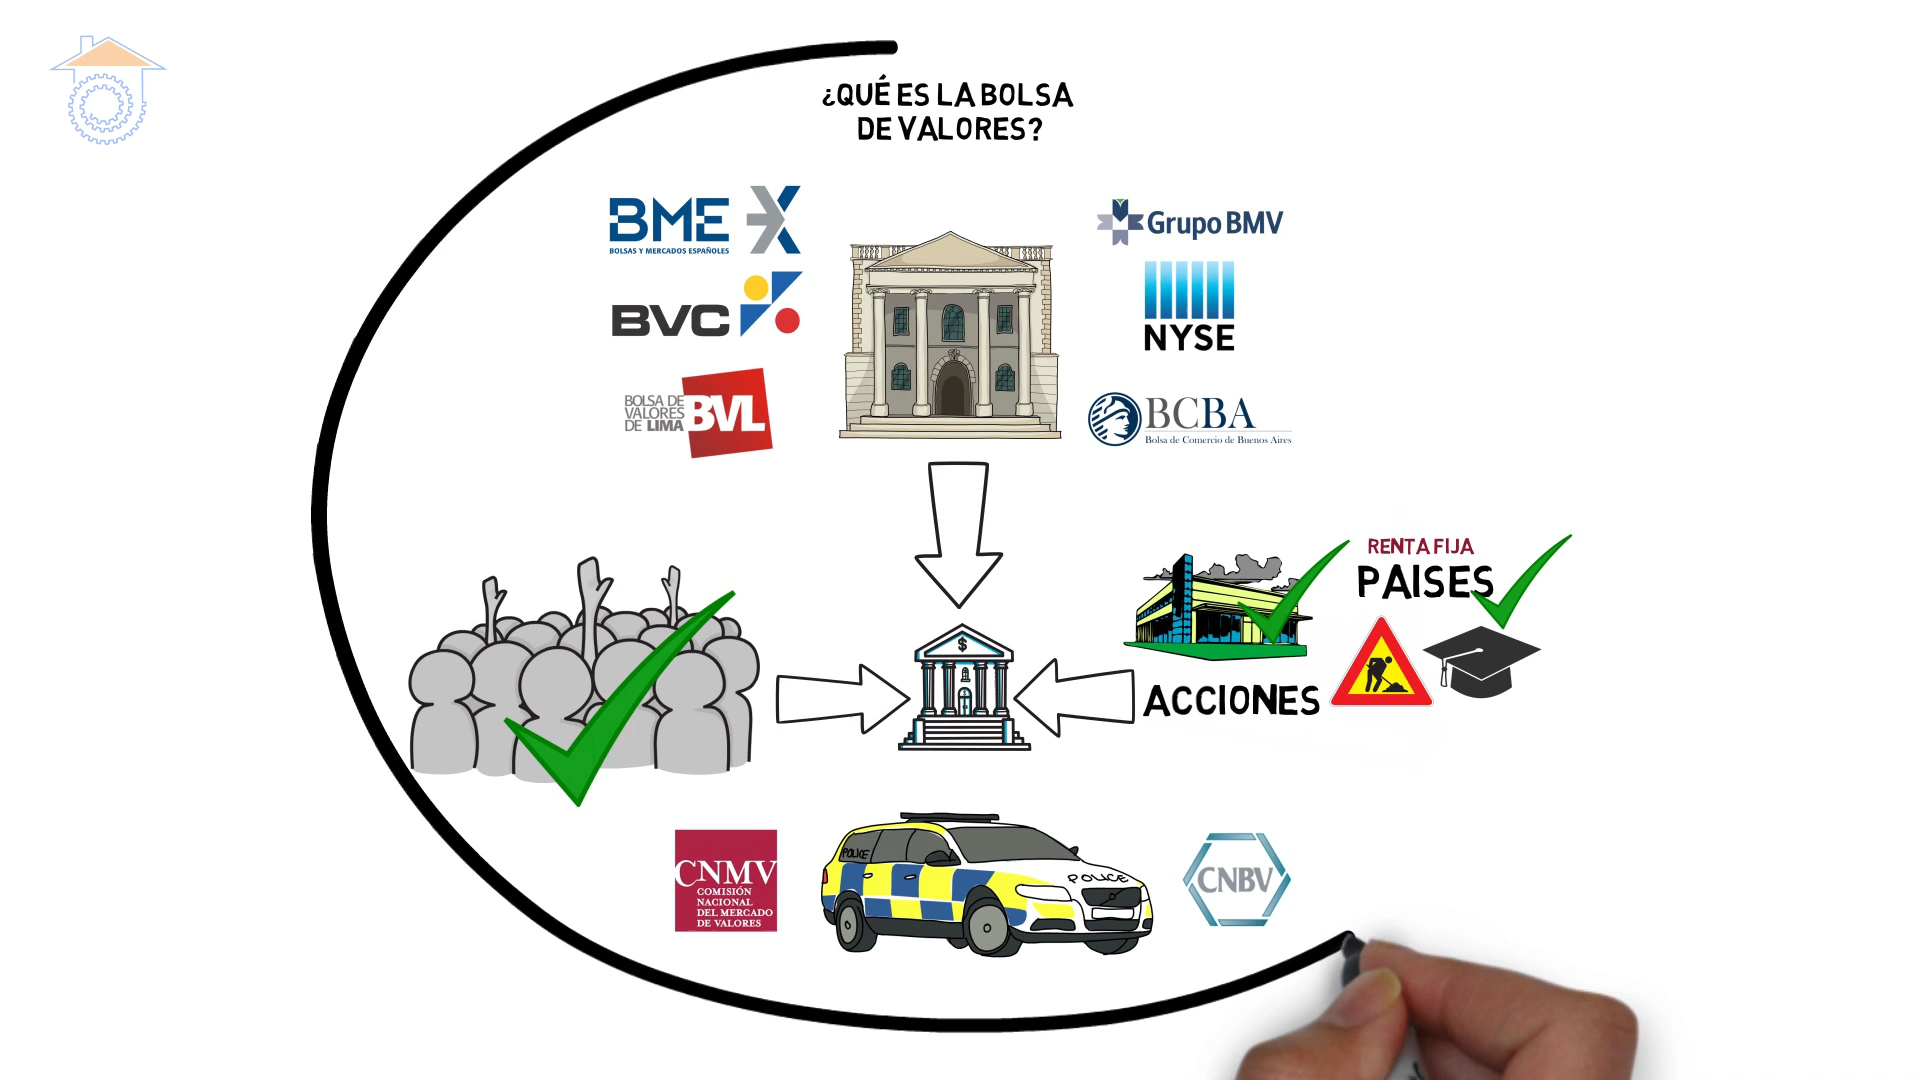 ¿QUÉ ES LA BOLSA
DE VALORES?
BME
BOLSAS Y MERCADOS ESPAÑOLES
Grupo BMV
BVC
NYSE
BOLSA DE
VALORES
DE LIMA
BVL
BCBA
Bolsa de Comercio de Buenos Aires
RENTA FIJA
PAÍSES
$
ACCIONES
CNMV
COMISIÓN
NACIONAL
DEL MERCADO
DE VALORES
POLICE
POLICE
CNBV